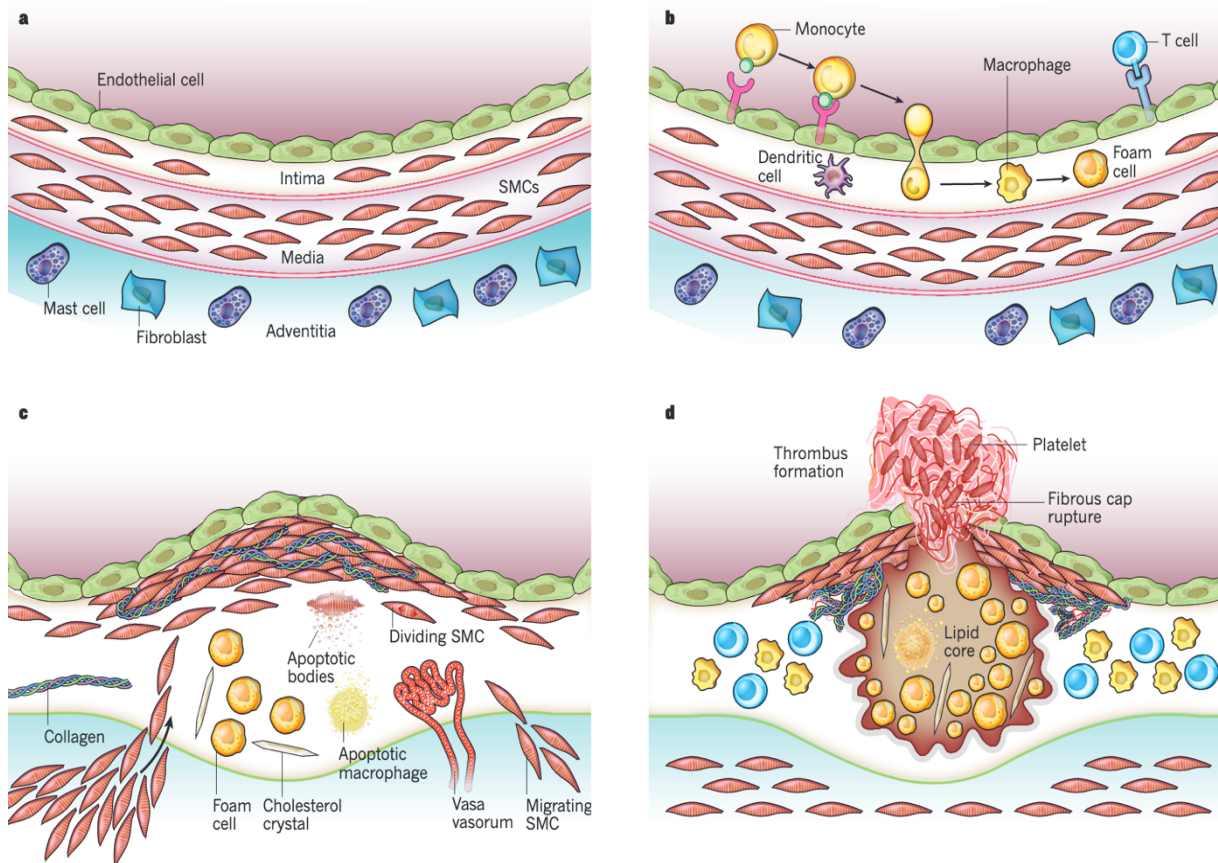 a
Endothelial cell
Intima
SMCs
Media
Mast cell
Fibroblast
Adventitia
b
Monocyte
T cell
Macrophage
Dendritic
cell
Foam
cell
c
Dividing SMC
Apoptotic
bodies
Collagen
Apoptotic
macrophage
Foam
cell
Cholesterol
crystal
Vasa
vasorum
Migrating
SMC
d
Thrombus
formation
Platelet
Fibrous cap
rupture
Lipid
core